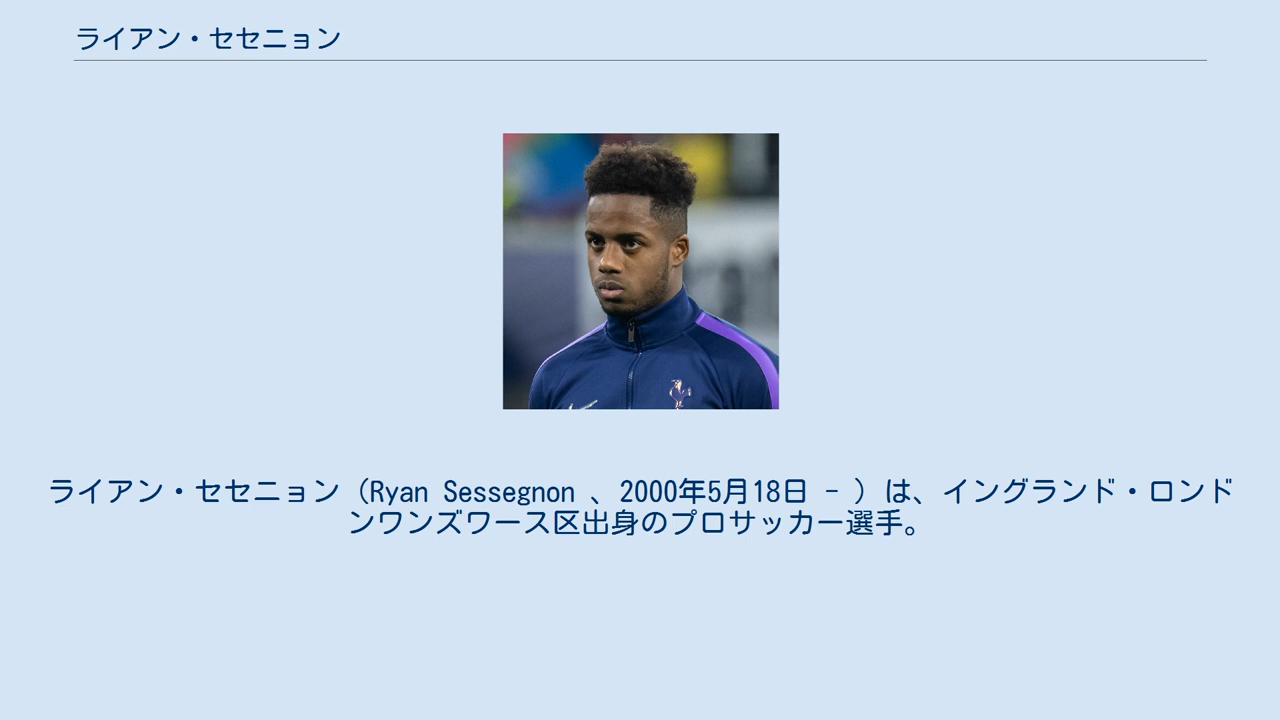 ライアン・セセニョン
ライアン・セセニョン（Ryan Sessegnon 、2000年5月18日 - ）は、イングランド・ロンド
ンワンズワース区出身のプロサッカー選手。